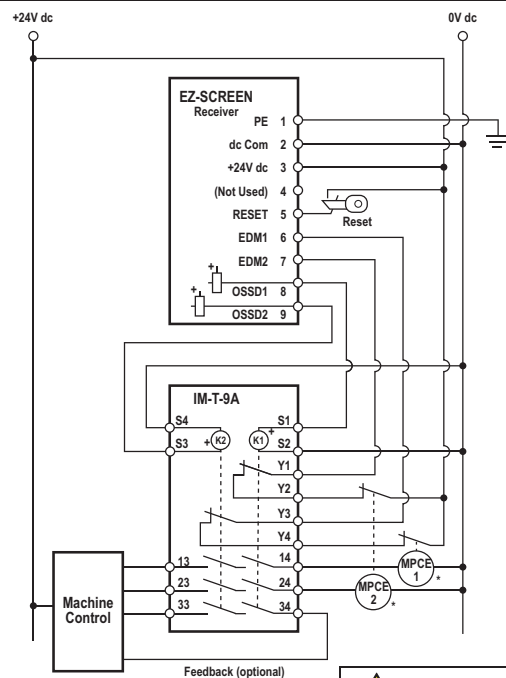 +24V dc
0V dc
EZ-SCREEN
Receiver
PE 1
dc Com 2
+24V dc 3
(Not Used) 4
RESET 5
Reset
EDM1 6
EDM2 7
+
OSSD1 8
+
OSSD2 9
IM-T-9A
S4
S1
S3
+ K2
K1 +
S2
Y1
Y2
Y3
Y4
13
14
MPCE
1 *
23
24
MPCE
2 *
33
34
Machine
Control
Feedback (optional)